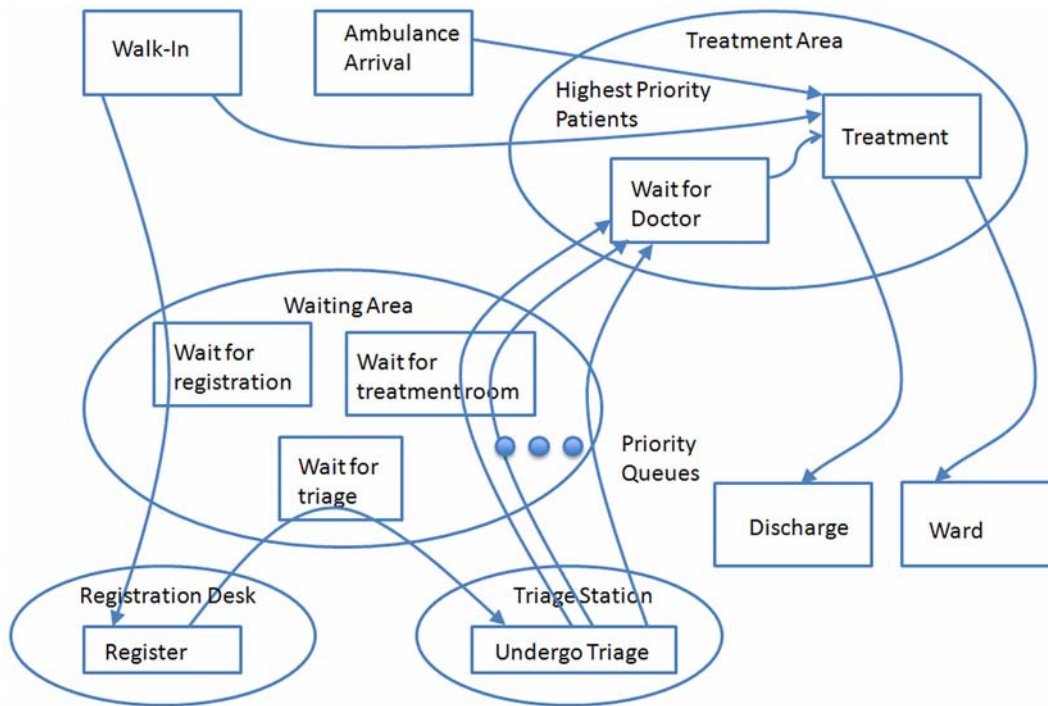 Walk-In
Ambulance
Arrival
Treatment Area
Highest Priority
Patients
Treatment
Wait for
Doctor
Waiting Area
Wait for
registration
Wait for
treatment room
Wait for
triage
Priority
Queues
Discharge
Ward
Registration Desk
Register
Triage Station
Undergo Triage